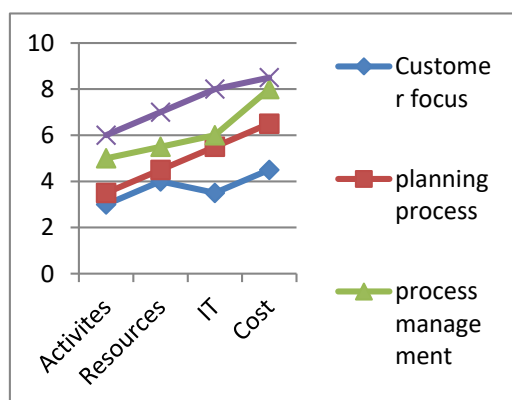 10
8
6
4
2
0
Activites
Resources
IT
Cost
Custome
r focus
planning
process
process
manage
ment